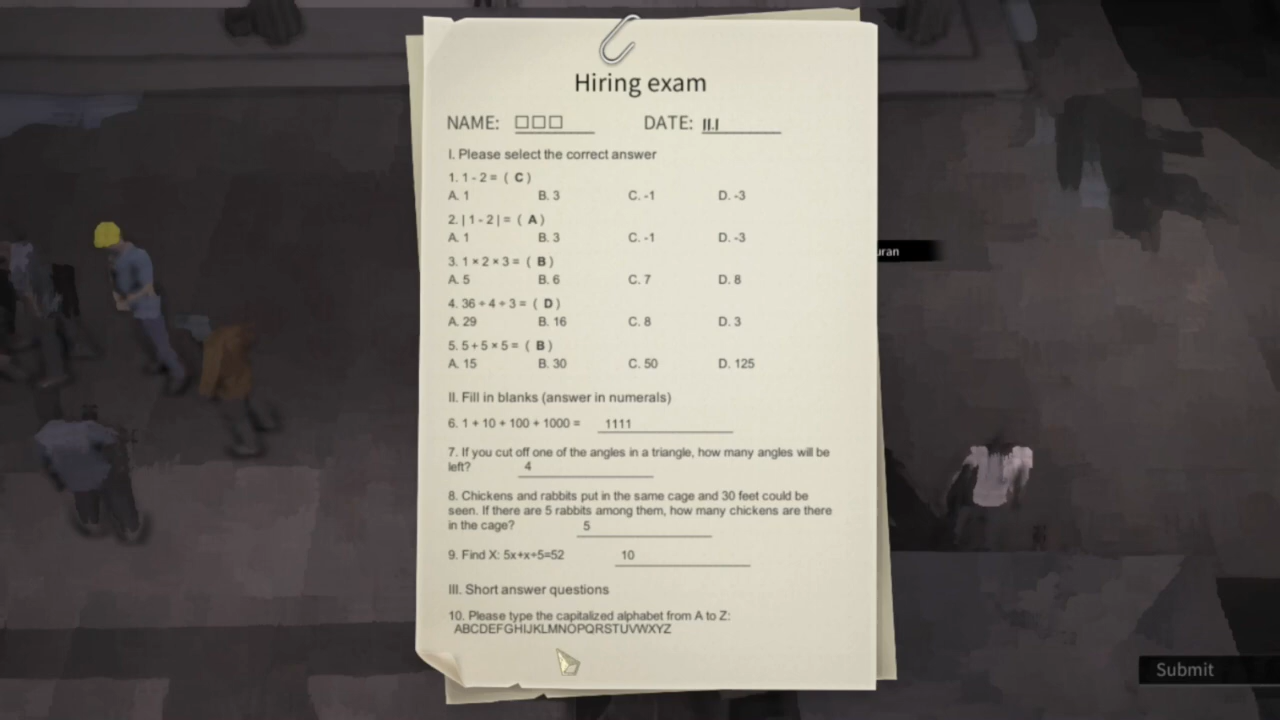 Hiring exam
NAME: □□□ DATE: 11.1
I. Please select the correct answer
1. 1 - 2 = ( C )
A. 1 B. 3 C. -1 D. -3
2. | 1 - 2 | = ( A )
A. 1 B. 3 C. -1 D. -3
3. 1 × 2 × 3 = ( B )
A. 5 B. 6 C. 7 D. 8
4. 36 ÷ 4 ÷ 3 = ( D )
A. 29 B. 16 C. 8 D. 3
5. 5 + 5 × 5 = ( B )
A. 15 B. 30 C. 50 D. 125
II. Fill in blanks (answer in numerals)
6. 1 + 10 + 100 + 1000 = 1111
7. If you cut off one of the angles in a triangle, how many angles will be
left? 4
8. Chickens and rabbits put in the same cage and 30 feet could be
seen. If there are 5 rabbits among them, how many chickens are there
in the cage? 5
9. Find X: 5x+x÷5=52 10
III. Short answer questions
10. Please type the capitalized alphabet from A to Z:
ABCDEFGHIJKLMNOPQRSTUVWXYZ
Submit